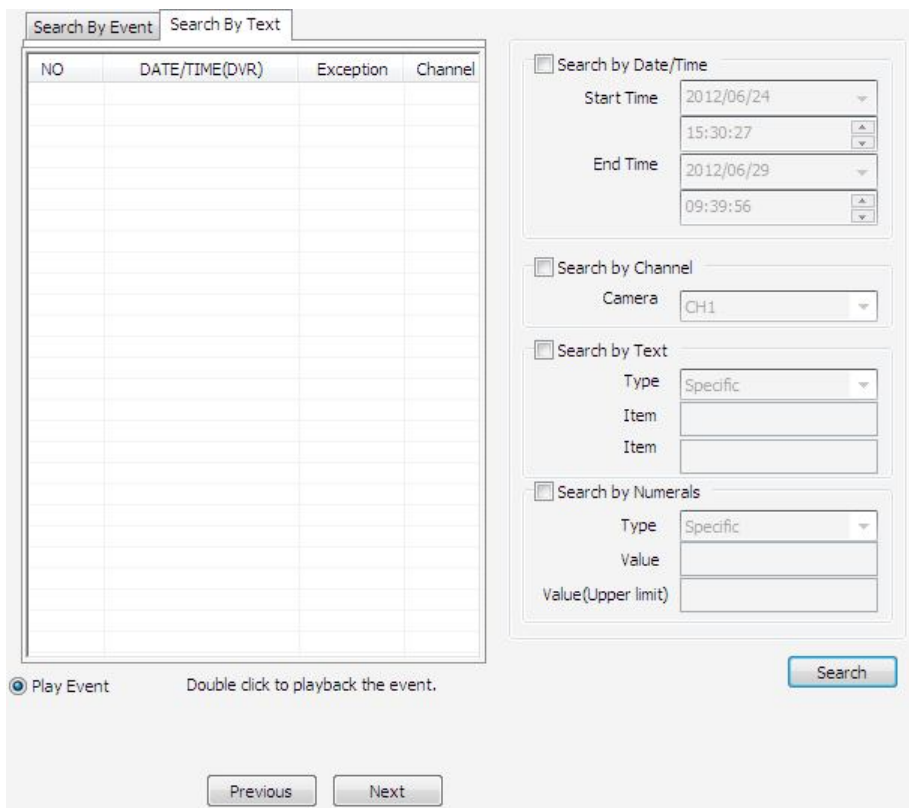 Search By Event Search By Text
NO DATE/TIME(DVR) Exception Channel
Search by Date/Time
Start Time 2012/06/24
15:30:27
End Time 2012/06/29
09:39:56
Search by Channel
Camera CH1
Search by Text
Type Specific
Item
Item
Search by Numerals
Type Specific
Value
Value(Upper limit)
Search
Play Event Double click to playback the event.
Previous Next